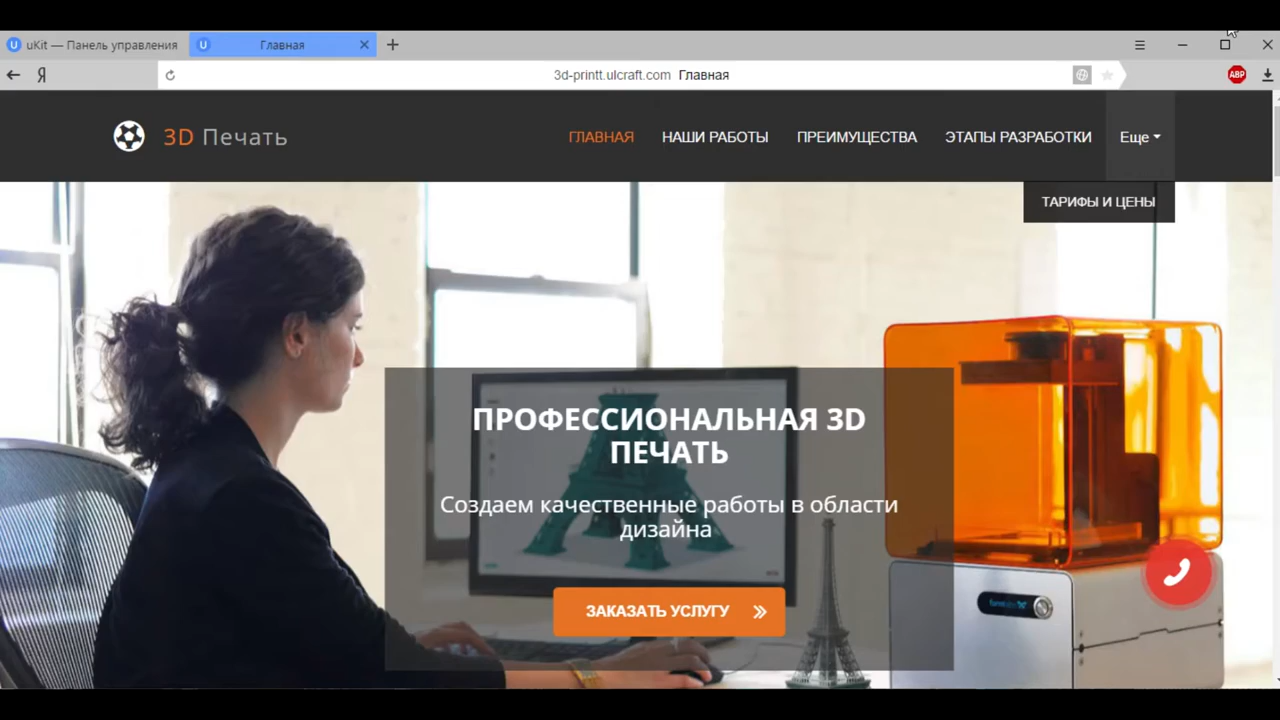 uKit — Панель управления
Главная
Я
3d-printt.ulcraft.com Главная
ABP
3D Печать
ГЛАВНАЯ
НАШИ РАБОТЫ
ПРЕИМУЩЕСТВА
ЭТАПЫ РАЗРАБОТКИ
Еще
ТАРИФЫ И ЦЕНЫ
ПРОФЕССИОНАЛЬНАЯ 3D
ПЕЧАТЬ
Создаем качественные работы в области
дизайна
ЗАКАЗАТЬ УСЛУГУ